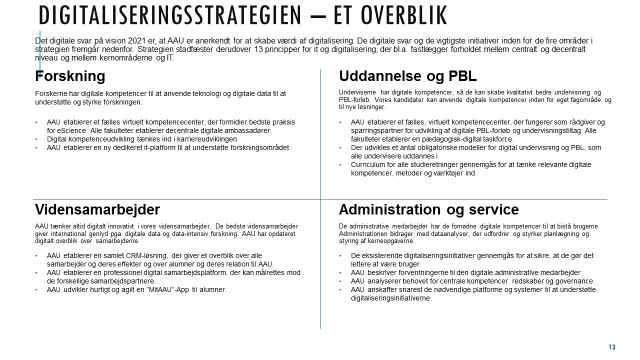 DIGITALISERINGSSTRATEGIEN – ET OVERBLIK
Det digitale svar på vision 2021 er, at AAU er anerkendt for at skabe værdi af digitalisering. De digitale svar og de vigtigste initiativer inden for de fire områder i
strategien fremgår nedenfor. Strategien stadfæster derudover 13 principper for it og digitalisering, der bl.a. fastlægger forholdet mellem centralt og decentralt
niveau og mellem kerneområderne og IT.
Forskning
Forskerne har digitale kompetencer til at anvende teknologi og digitale data til at
understøtte og styrke forskningen.
• AAU etablerer et fælles virtuelt kompetencecenter, der formidler bedste praksis
for eScience. Alle fakulteter etablerer decentrale digitale ambassadører.
• Digital kompetenceudvikling tænkes ind i karriereudviklingen
• AAU etablerer en ny dedikeret it-platform til at understøtte forskningsområdet.
Uddannelse og PBL
Underviserne har digitale kompetencer, så de kan skabe kvalitativt bedre undervisning og
PBL-forløb. Vores kandidater kan anvende digitale kompetencer inden for eget fagområde og
til nye løsninger.
• AAU etablerer et fælles, virtuelt kompetencecenter, der fungerer som rådgiver og
sparringspartner for udvikling af digitale PBL-forløb og undervisningstiltag. Alle
fakulteter etablerer en pædagogisk-digital taskforce.
• Der udvikles et antal obligatoriske modeller for digital undervisning og PBL, som
alle undervisere uddannes i.
• Curriculum for alle studieretninger gennemgås for at tænke relevante digitale
kompetencer, metoder og værktøjer ind.
Vidensamarbejder
AAU tænker altid digitalt innovativt i vores vidensamarbejder. De bedste vidensamarbejder
giver international genlyd pga. digitale data og data-intensiv forskning. AAU har opdateret
digitalt overblik over samarbejderne.
• AAU etablerer en samlet CRM-løsning, der giver et overblik over alle
samarbejder og deres effekter og over alumner og deres relation til AAU.
• AAU etablerer en professionel digital samarbejdsplatform, der kan målrettes mod
de forskellige samarbejdspartnere.
• AAU udvikler hurtigt og agilt en "MitAAU"-App til alumner.
Administration og service
De administrative medarbejder har de fornødne digitale kompetencer til at bistå brugerne.
Administrationen bidrager med dataanalyser, der udfordrer og styrker planlægning og
styring af kerneopgaverne.
• De eksisterende digitaliseringsinitiativer gennemgås for at sikre, at de gør det
lettere at være bruger.
• AAU beskriver forventningerne til den digitale administrative medarbejder
• AAU analyserer behovet for centrale kompetencer, redskaber og governance.
• AAU anskaffer snarest de nødvendige platforme og systemer til at understøtte
digitaliseringsinitiativerne.
13